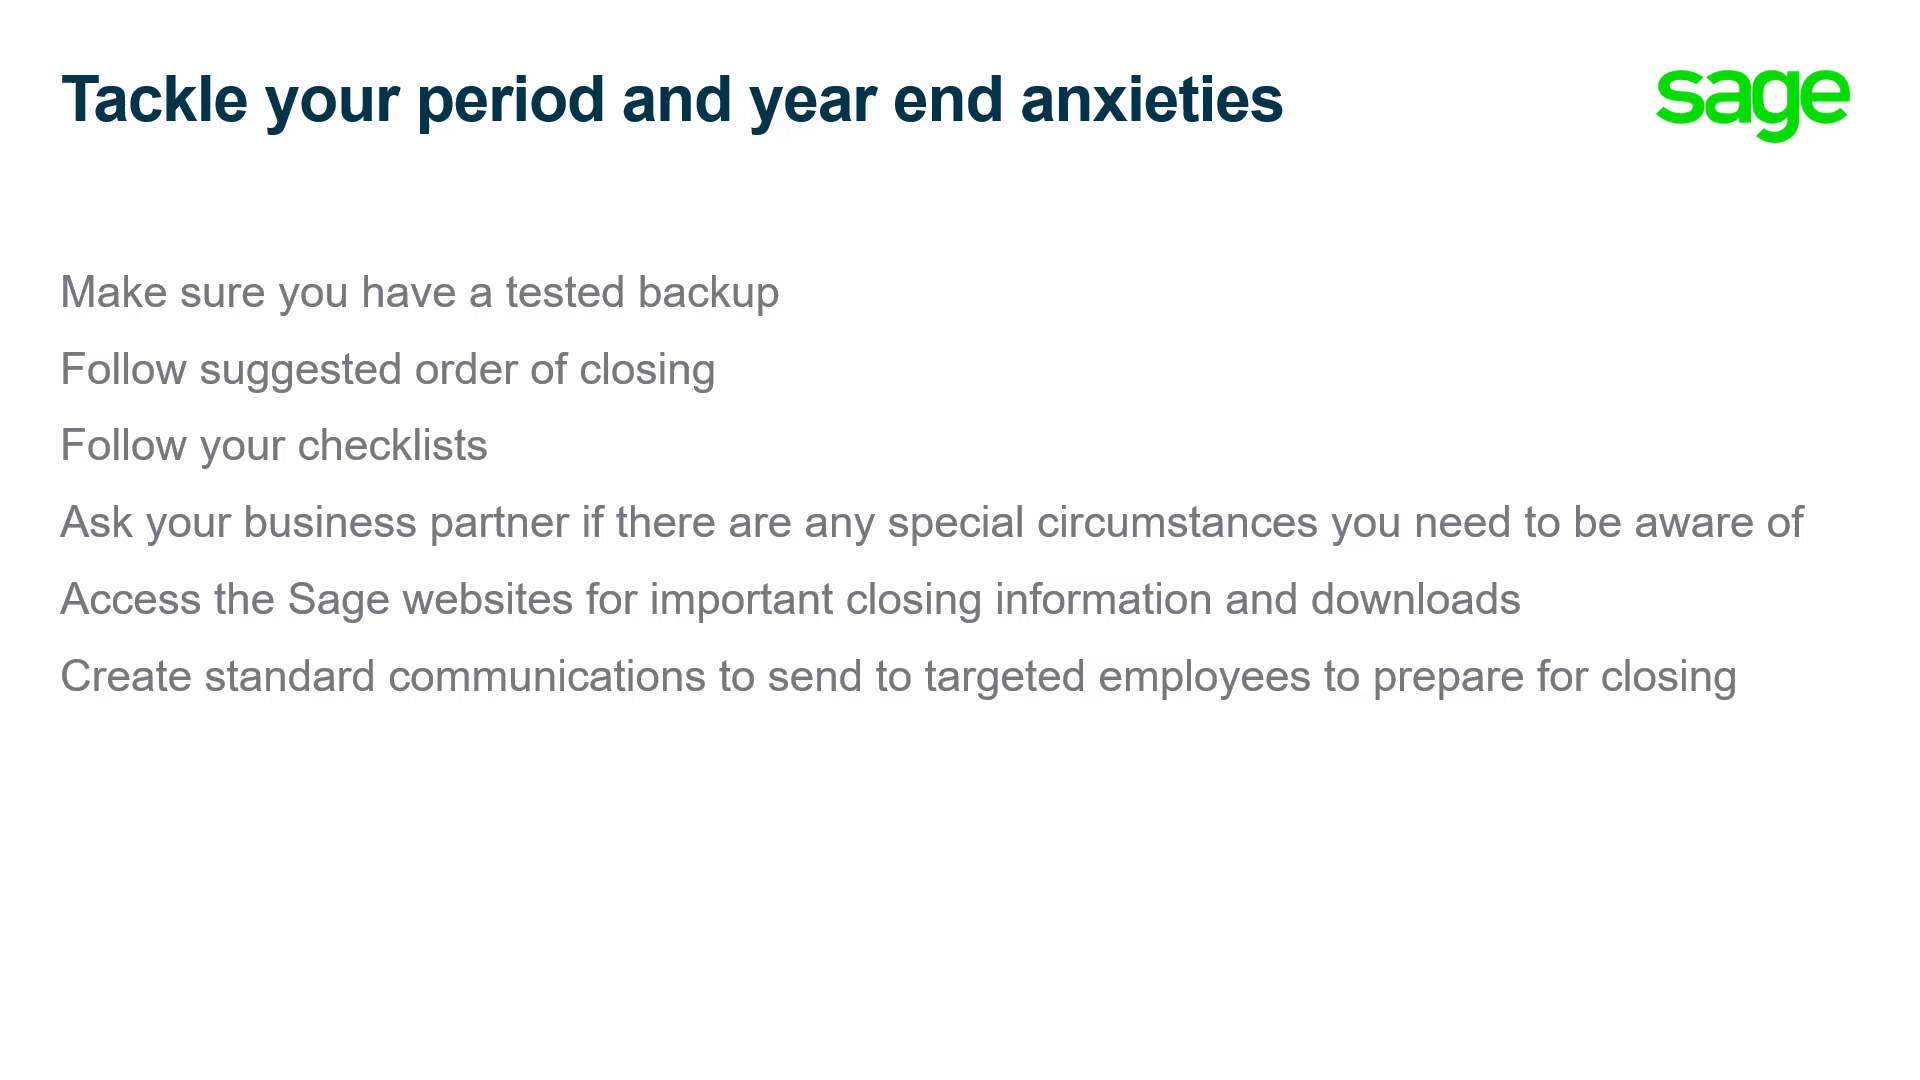 Tackle your period and year end anxieties
sage
Make sure you have a tested backup
Follow suggested order of closing
Follow your checklists
Ask your business partner if there are any special circumstances you need to be aware of
Access the Sage websites for important closing information and downloads
Create standard communications to send to targeted employees to prepare for closing